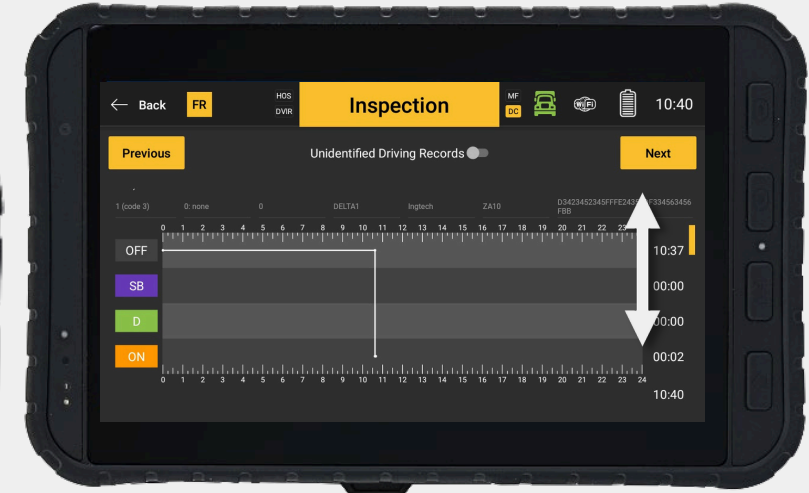 ← Back FR HOS DVIR Inspection MF DC WiFi 10:40
Previous Unidentified Driving Records Next
1 (code 3) 0: none 0 DELTA1 Ingtech ZA10
FBB
0 1 2 3 4 5 6 7 8 9 10 11 12 13 14 15 16 17 18 19 20 21 22 23
OFF 10:37
SB 00:00
D 00:00
ON 00:02
0 1 2 3 4 5 6 7 8 9 10 11 12 13 14 15 16 17 18 19 20 21 22 23 24
10:40